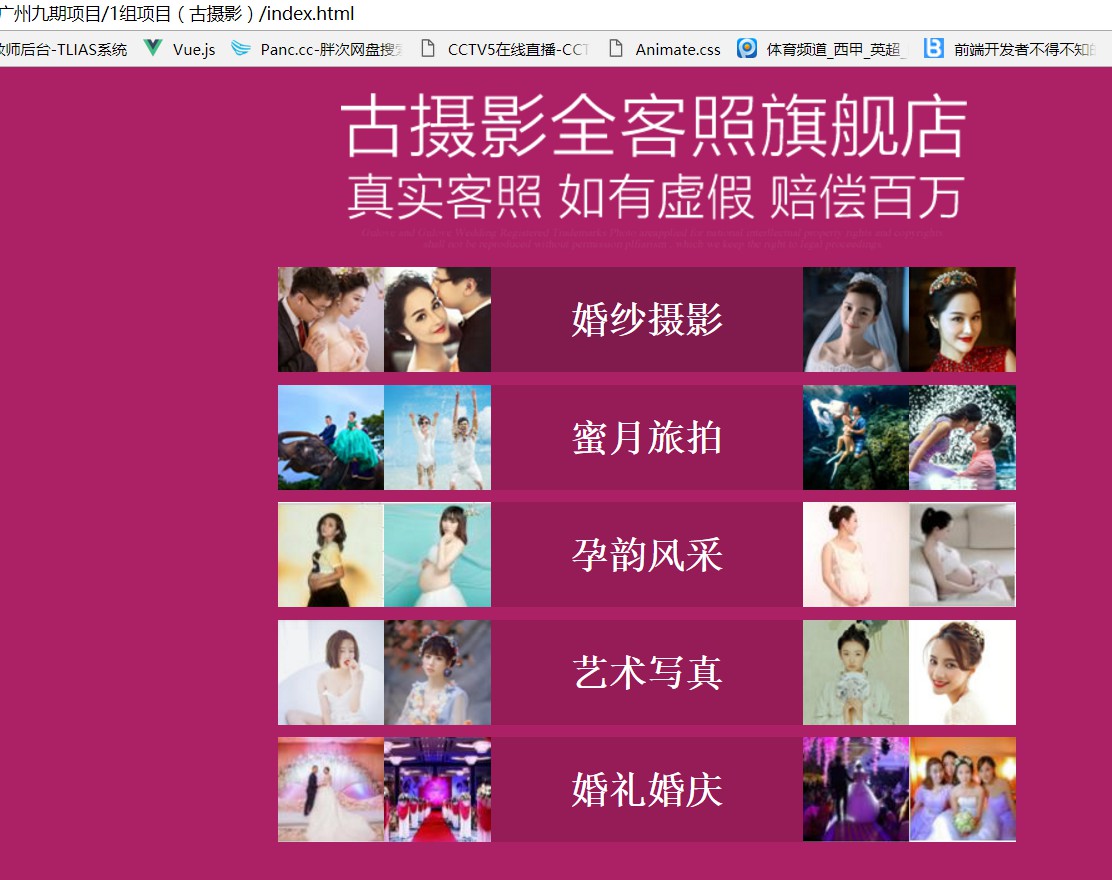 广州九期项目/1组项目（古摄影）/index.html
师后台-TLIAS系统 Vue.js Panc.cc-胖次网盘搜索 CCTV5在线直播-CCT Animate.css 体育频道_西甲_英超_ 前端开发者不得不知的
古摄影全客照旗舰店
真实客照 如有虚假 赔偿百万
婚纱摄影
蜜月旅拍
孕韵风采
艺术写真
婚礼婚庆